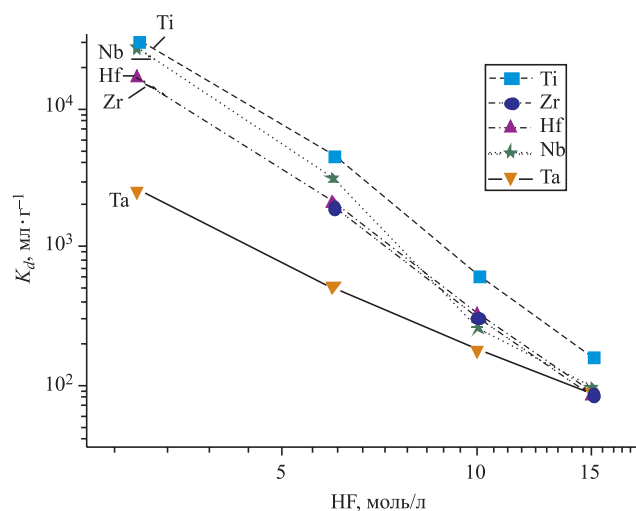 Ti
Nb
Hf
Zr
Ta
Ti
Zr
Hf
Nb
Ta
10⁴
10³
10²
K_d, мл·г⁻¹
5
10
15
HF, моль/л